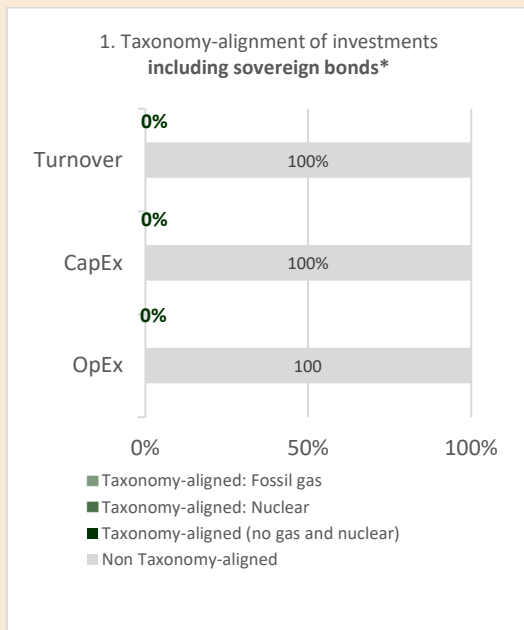 1. Taxonomy-alignment of investments
including sovereign bonds*
0%
Turnover
100%
0%
CapEx
100%
0%
OpEx
100
0%
50%
100%
Taxonomy-aligned: Fossil gas
Taxonomy-aligned: Nuclear
Taxonomy-aligned (no gas and nuclear)
Non Taxonomy-aligned